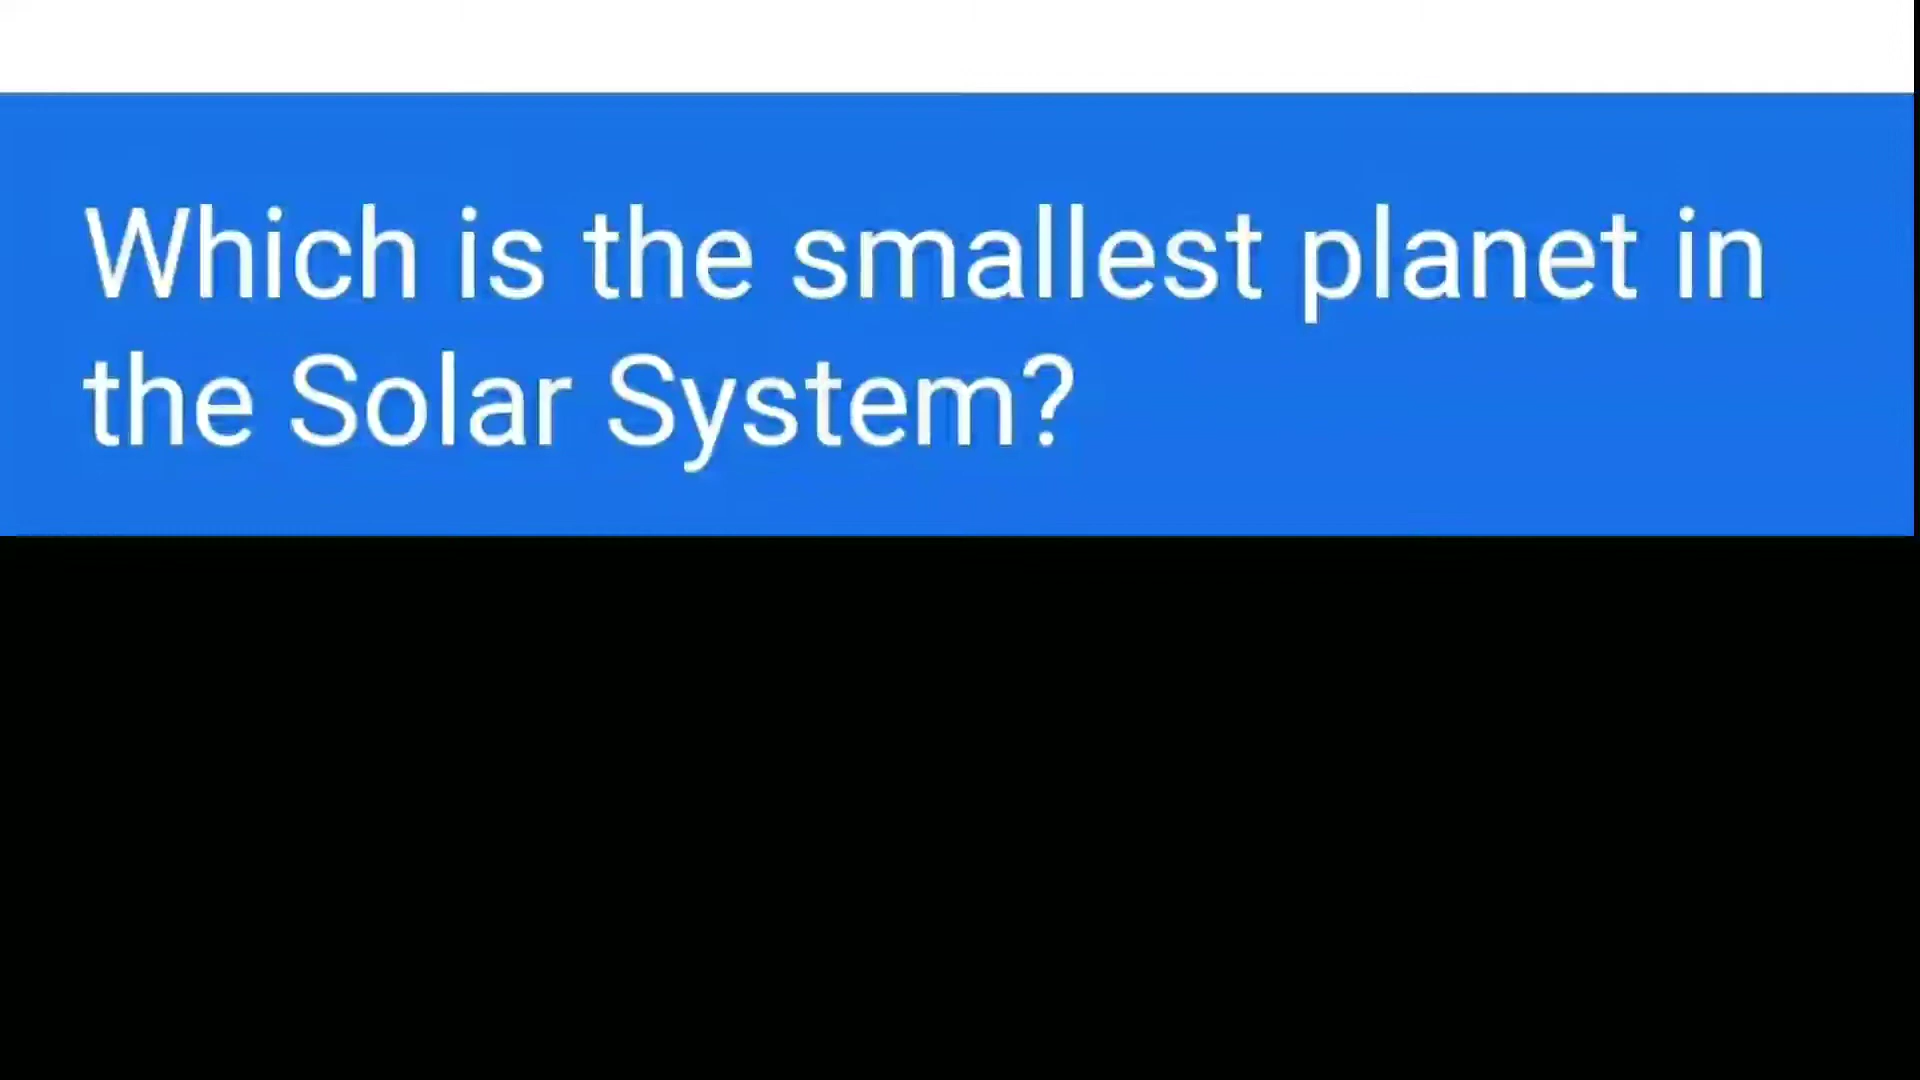 Which is the smallest planet in
the Solar System?